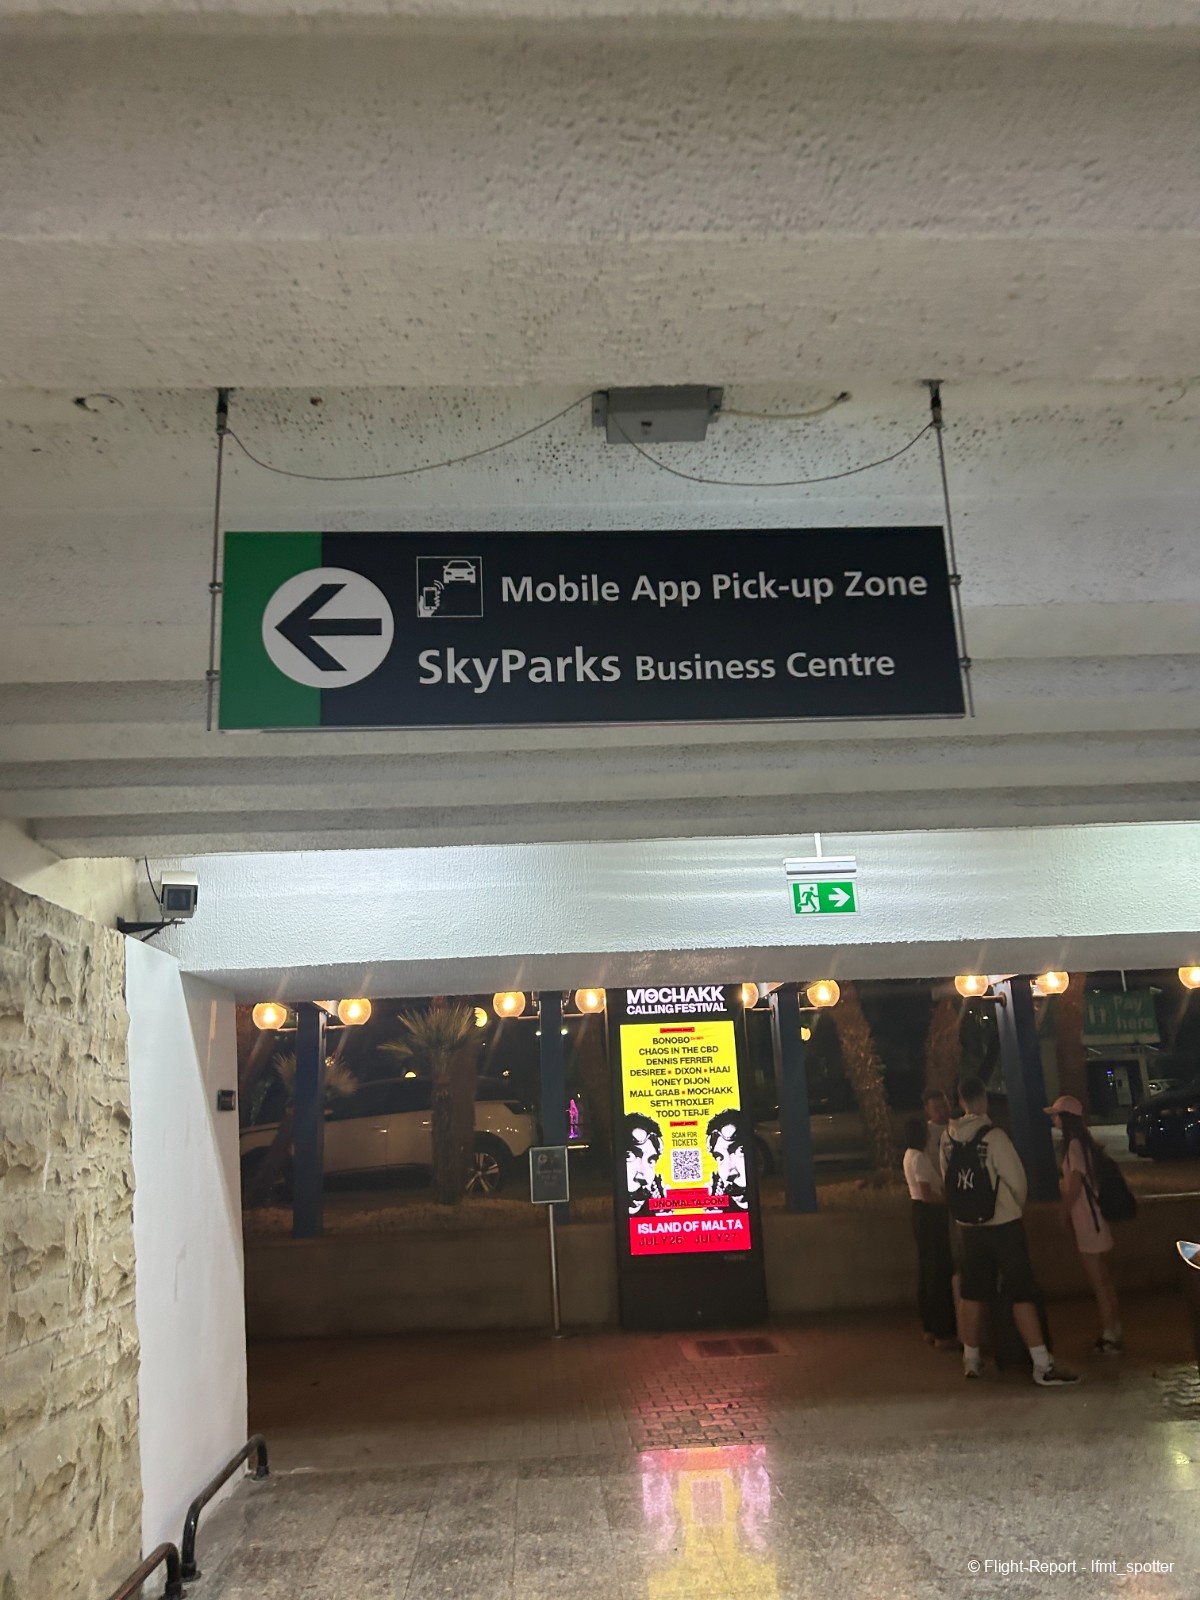 Mobile App Pick-up Zone
SkyParks Business Centre
MOCHAKK
CALLING FESTIVAL
BONOBO
CHAOS IN THE CBD
DENNIS FERRER
DESIREE • DIXON • HAAI
HONEY DIJON
MALL GRAB • MOCHAKK
SETH TROXLER
TODD TERJE
SCAN FOR
TICKETS
UNOMALTA.COM
ISLAND OF MALTA
JULY 26 JULY 27
Pay
here
© Flight-Report - lfmt_spotter